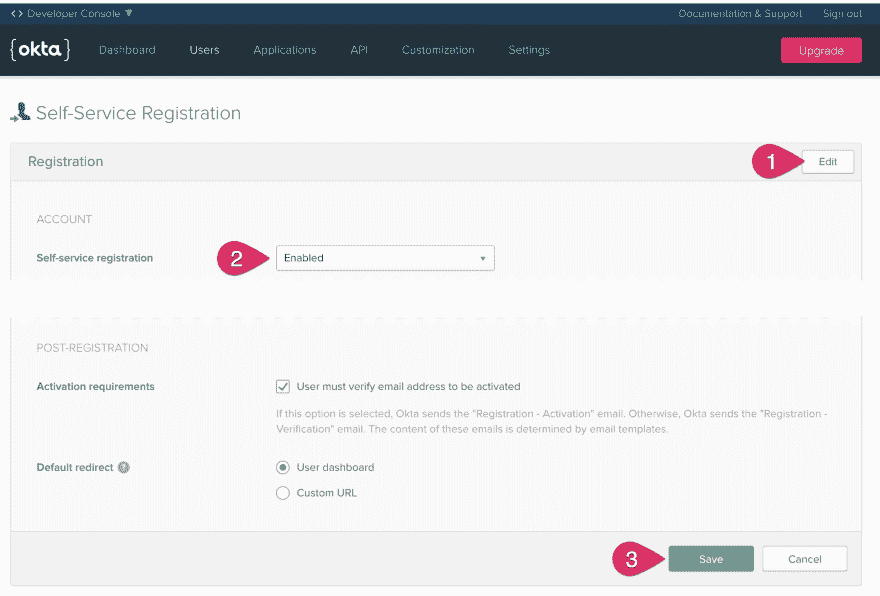 <> Developer Console ▼ Documentation & Support Sign out
{okta} Dashboard Users Applications API Customization Settings Upgrade
Self-Service Registration
Registration 1 Edit
ACCOUNT
Self-service registration 2 Enabled
POST-REGISTRATION
Activation requirements User must verify email address to be activated
If this option is selected, Okta sends the "Registration - Activation" email. Otherwise, Okta sends the "Registration -
Verification" email. The content of these emails is determined by email templates.
Default redirect ? User dashboard
Custom URL
3 Save Cancel